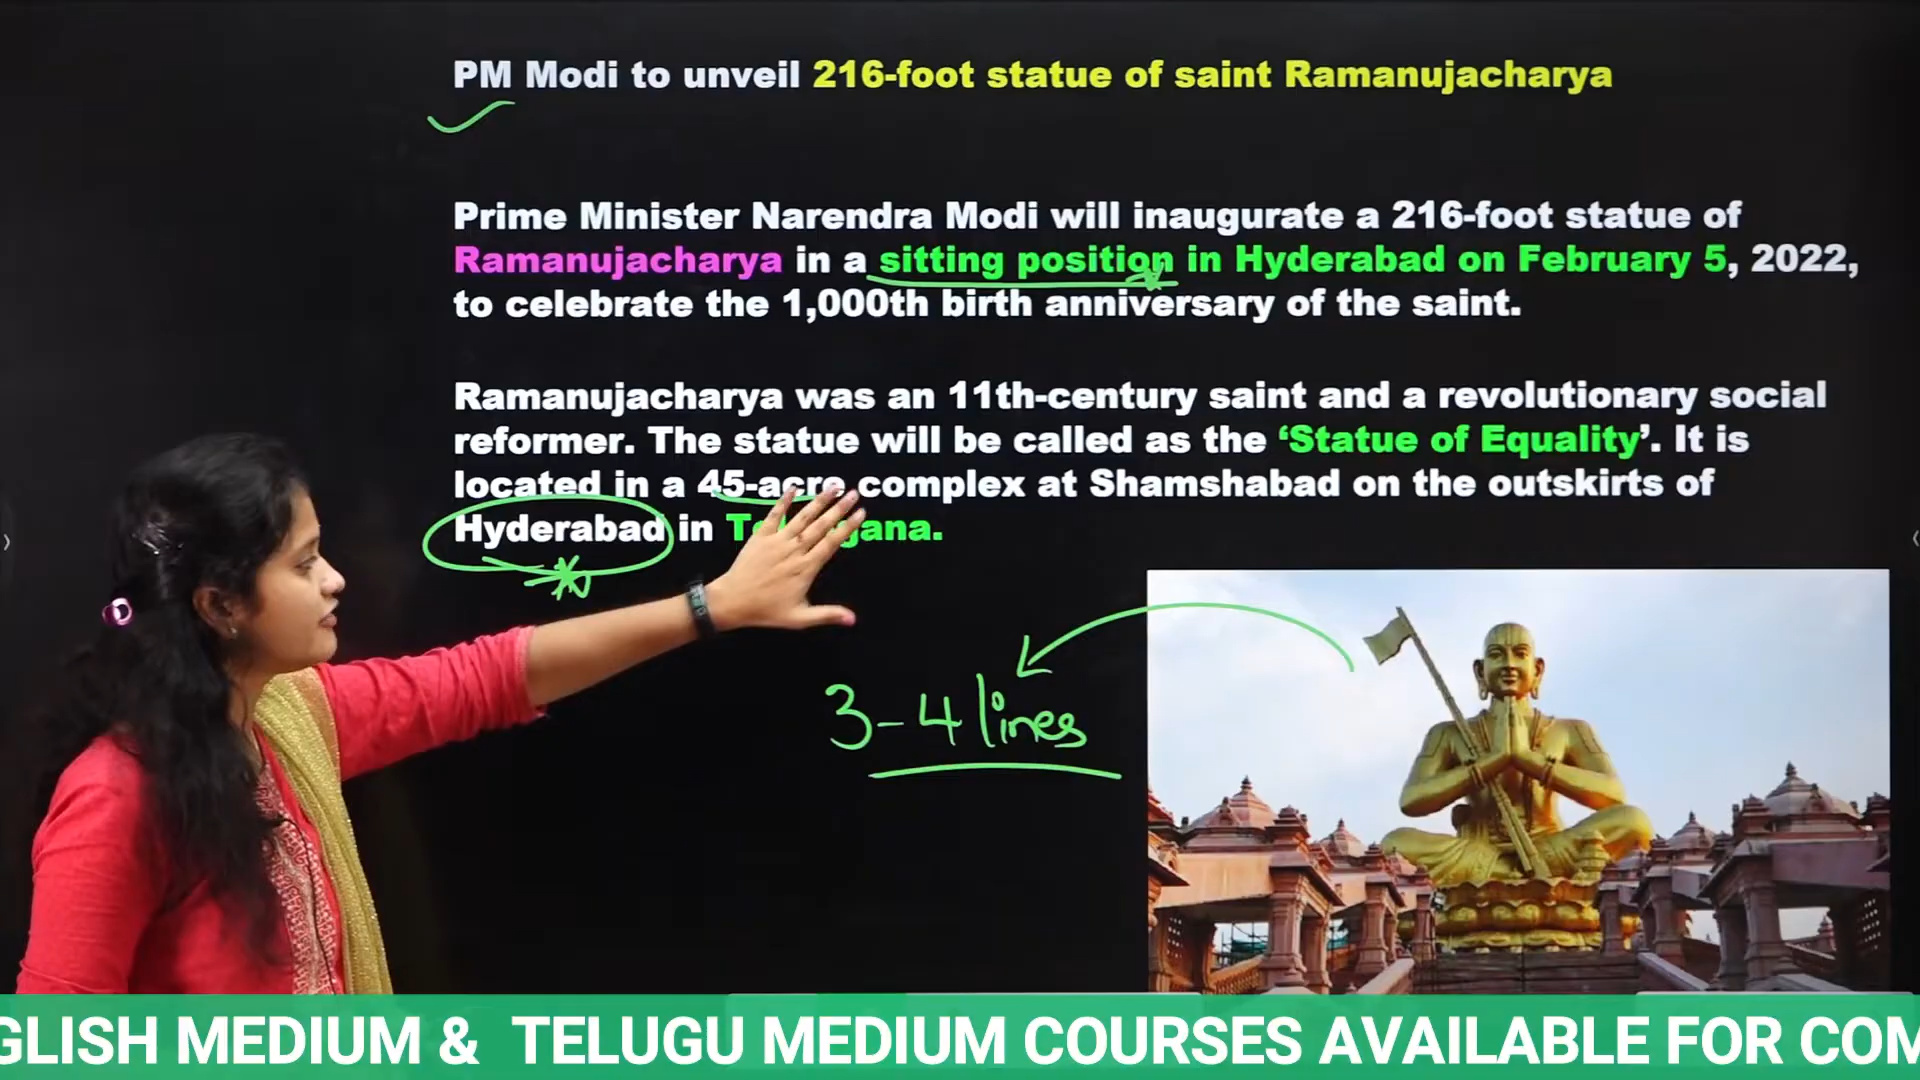 PM Modi to unveil 216-foot statue of saint Ramanujacharya
Prime Minister Narendra Modi will inaugurate a 216-foot statue of
Ramanujacharya in a sitting position in Hyderabad on February 5, 2022,
to celebrate the 1,000th birth anniversary of the saint.
Ramanujacharya was an 11th-century saint and a revolutionary social
reformer. The statue will be called as the ‘Statue of Equality’. It is
located in a 45-acre complex at Shamshabad on the outskirts of
Hyderabad in
3-4 lines
MEDIUM & TELUGU MEDIUM COURSES AVAILABLE FOR